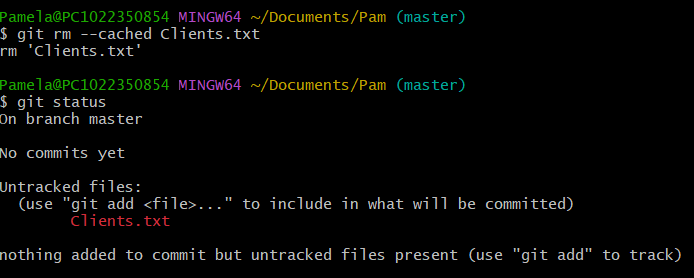 Pamela@PC1022350854 MINGW64 ~/Documents/Pam (master)
$ git rm --cached Clients.txt
rm 'Clients.txt'
Pamela@PC1022350854 MINGW64 ~/Documents/Pam (master)
$ git status
On branch master
No commits yet
Untracked files:
  (use "git add <file>..." to include in what will be committed)
        Clients.txt
nothing added to commit but untracked files present (use "git add" to track)